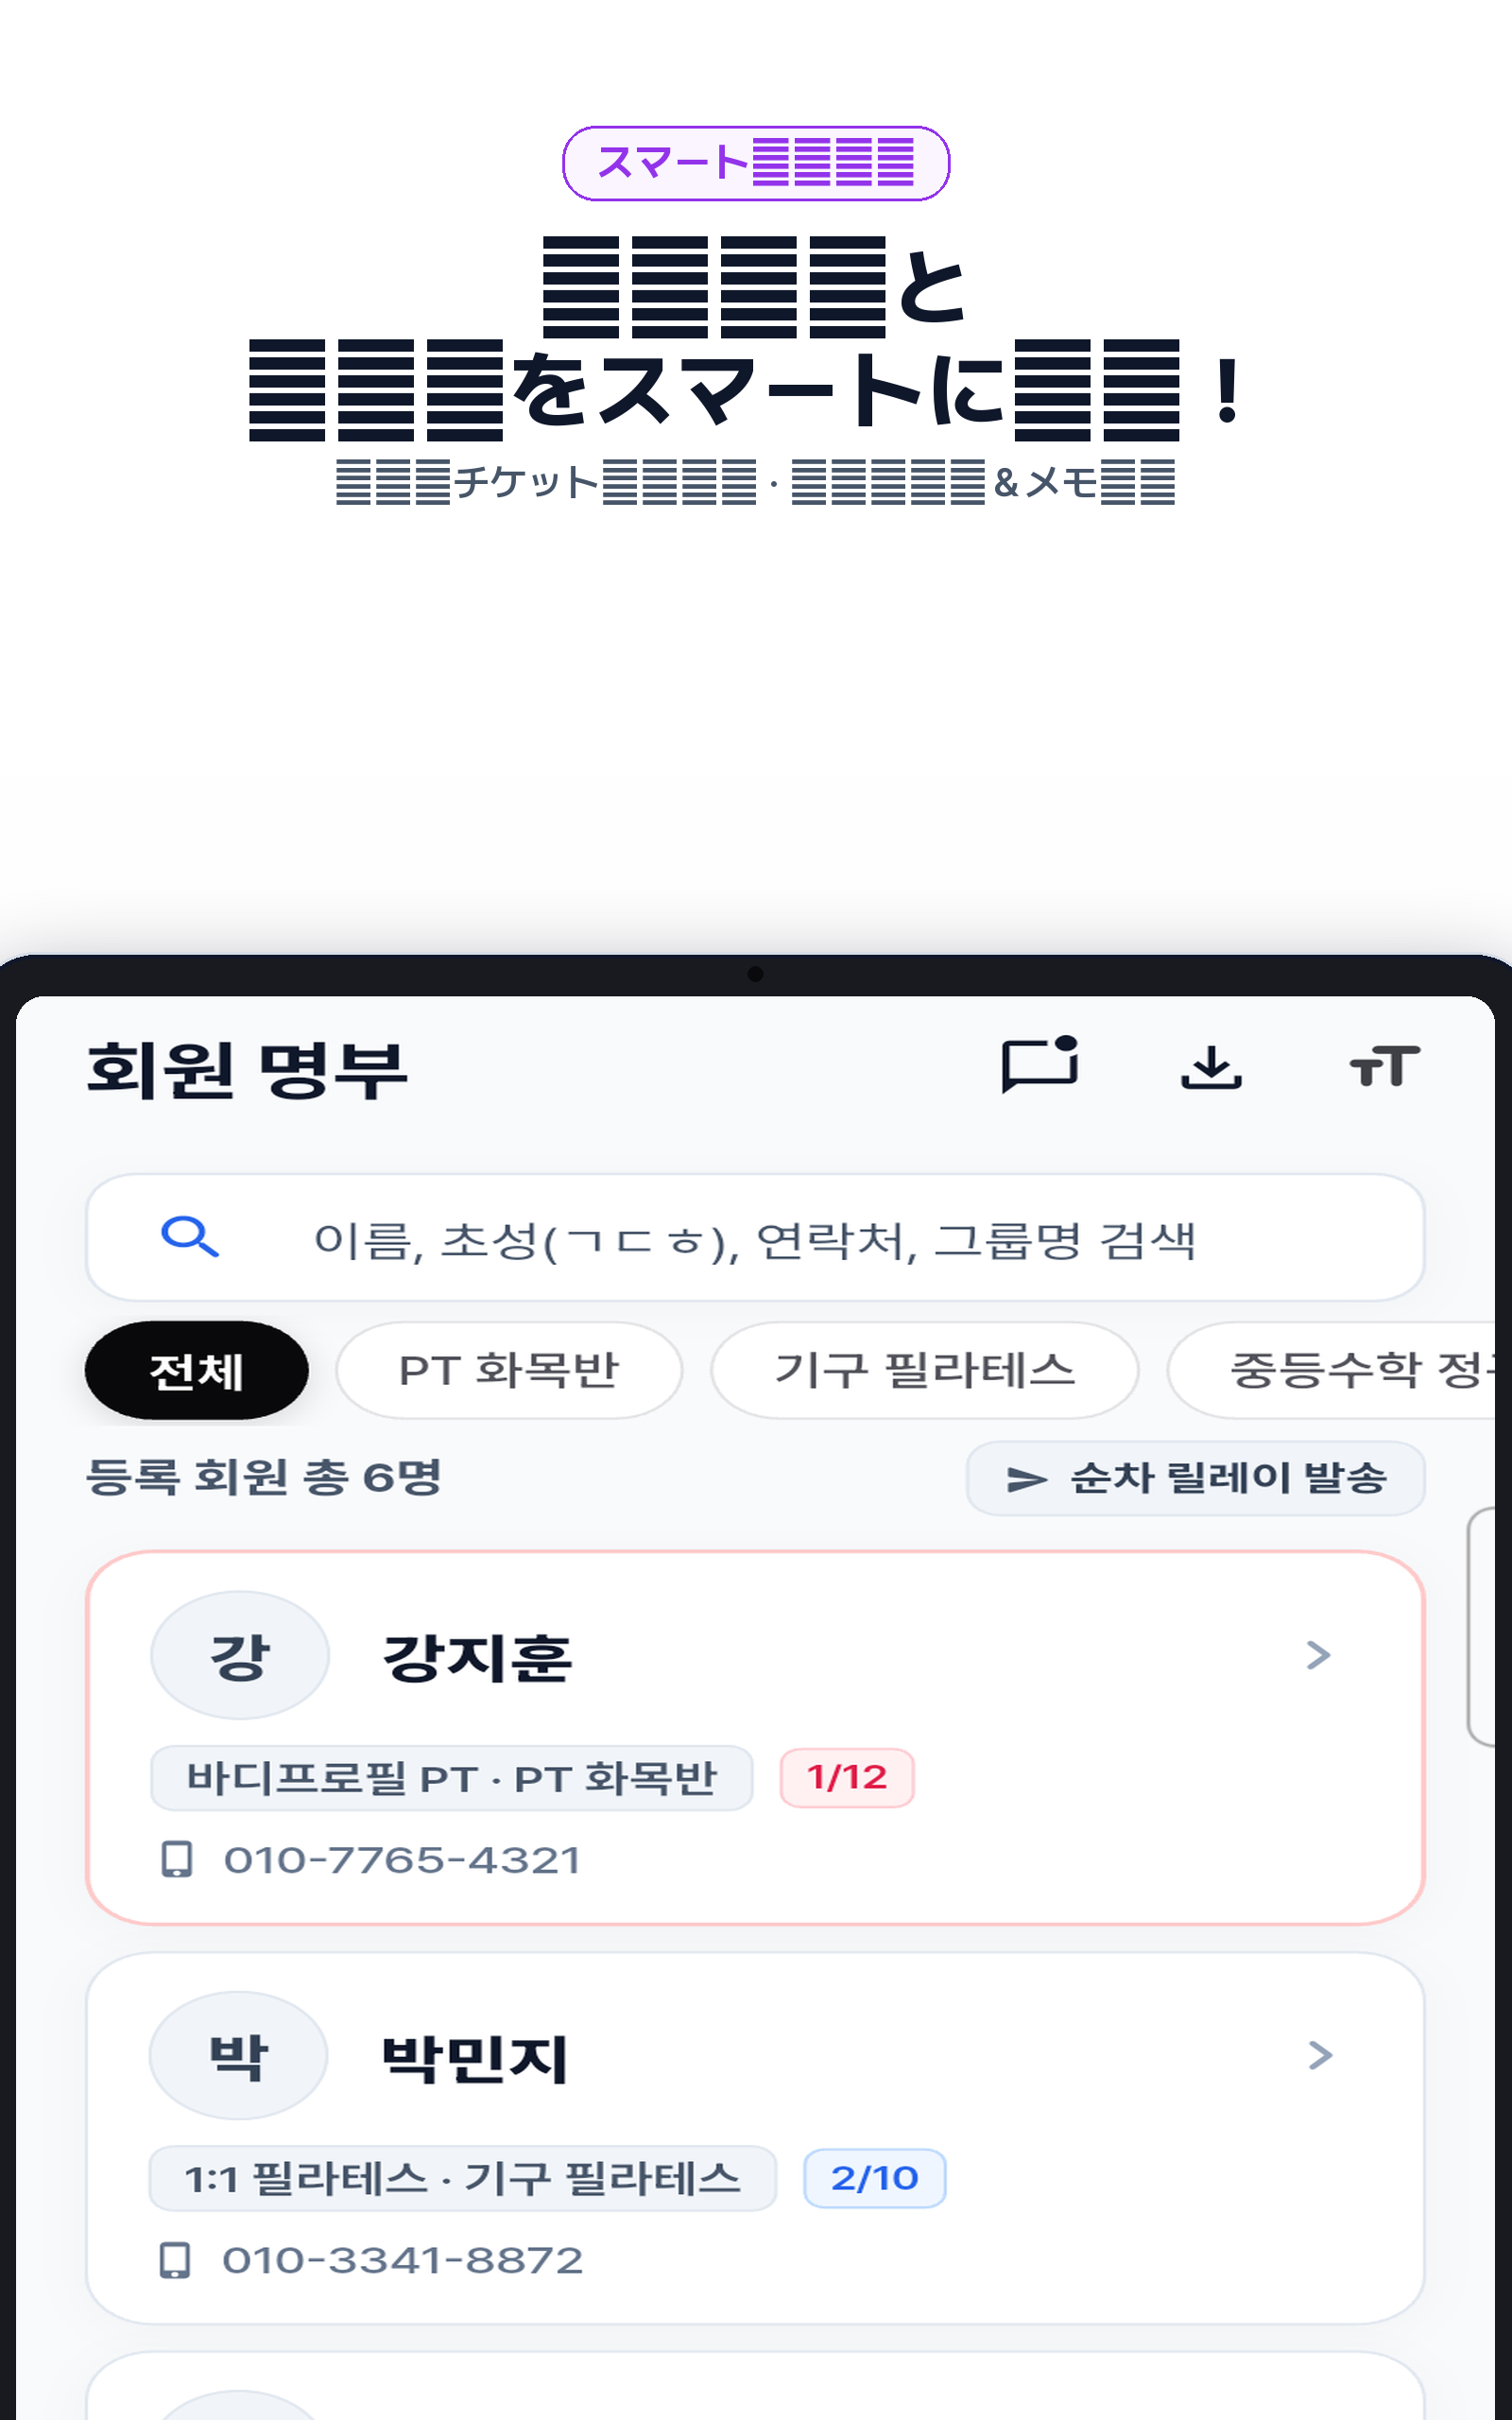 スマート
と
をスマートに ！
チケット · & メモ
회원 명부
이름, 초성(ㄱㄷㅎ), 연락처, 그룹명 검색
전체
PT 화목반
기구 필라테스
중등수학
등록 회원 총 6명
순차 릴레이 발송
강
강지훈
바디프로필 PT · PT 화목반
1/12
010-7765-4321
박
박민지
1:1 필라테스 · 기구 필라테스
2/10
010-3341-8872